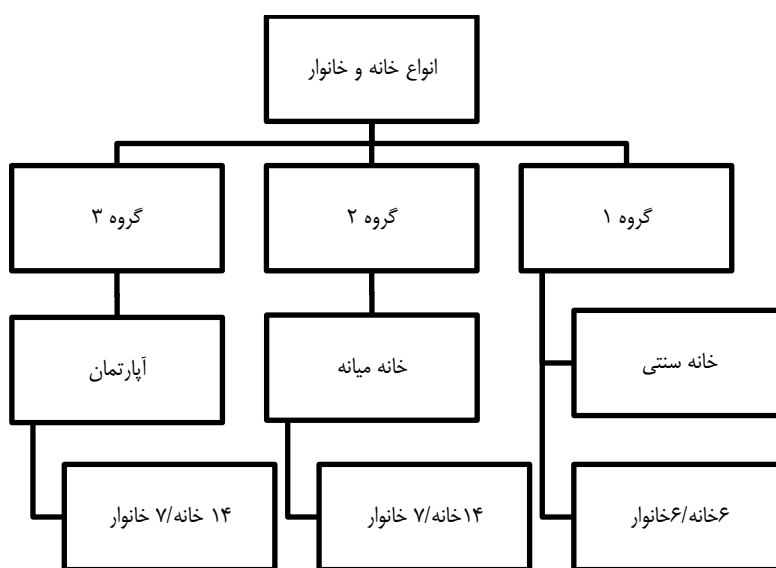 انواع خانه و خانوار
گروه ۱
گروه ۲
گروه ۳
خانه سنتی
خانه میانه
آپارتمان
۶خانه/۶خانوار
۱۴خانه/۷ خانوار
۱۴ خانه/۷ خانوار